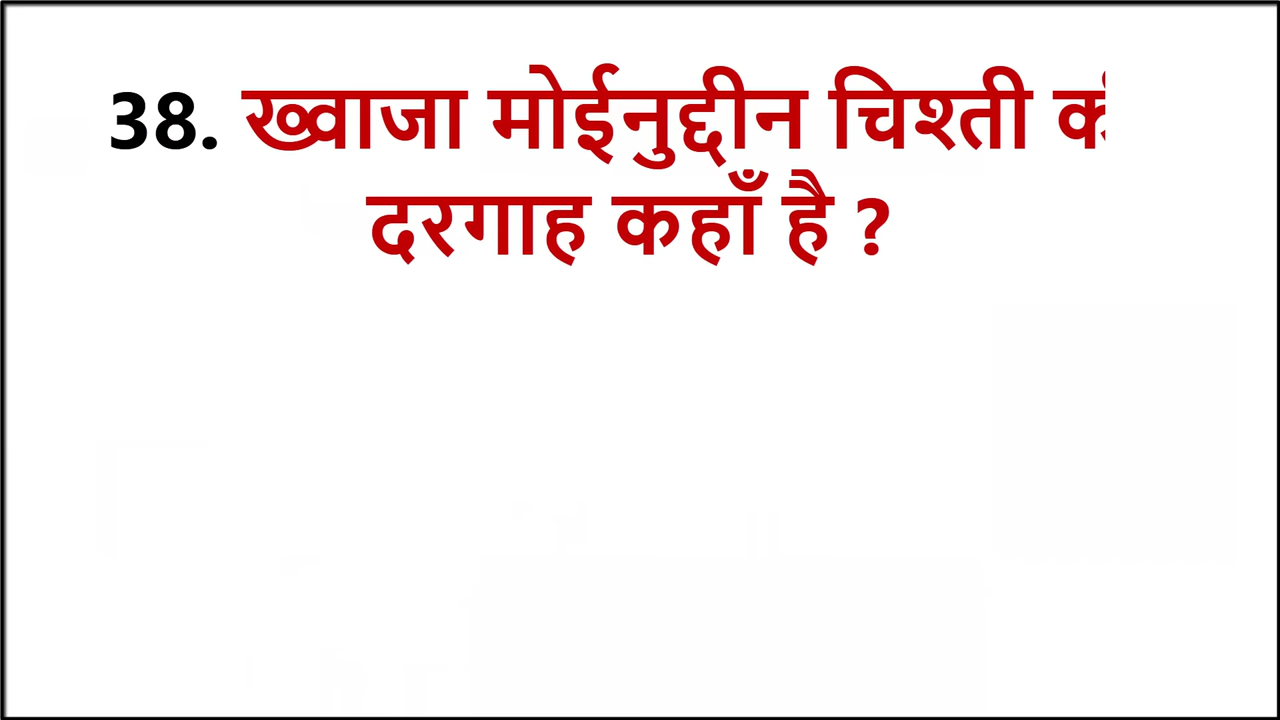 38. ख्वाजा मोईनुद्दीन चिश्ती
दरगाह कहाँ है ?